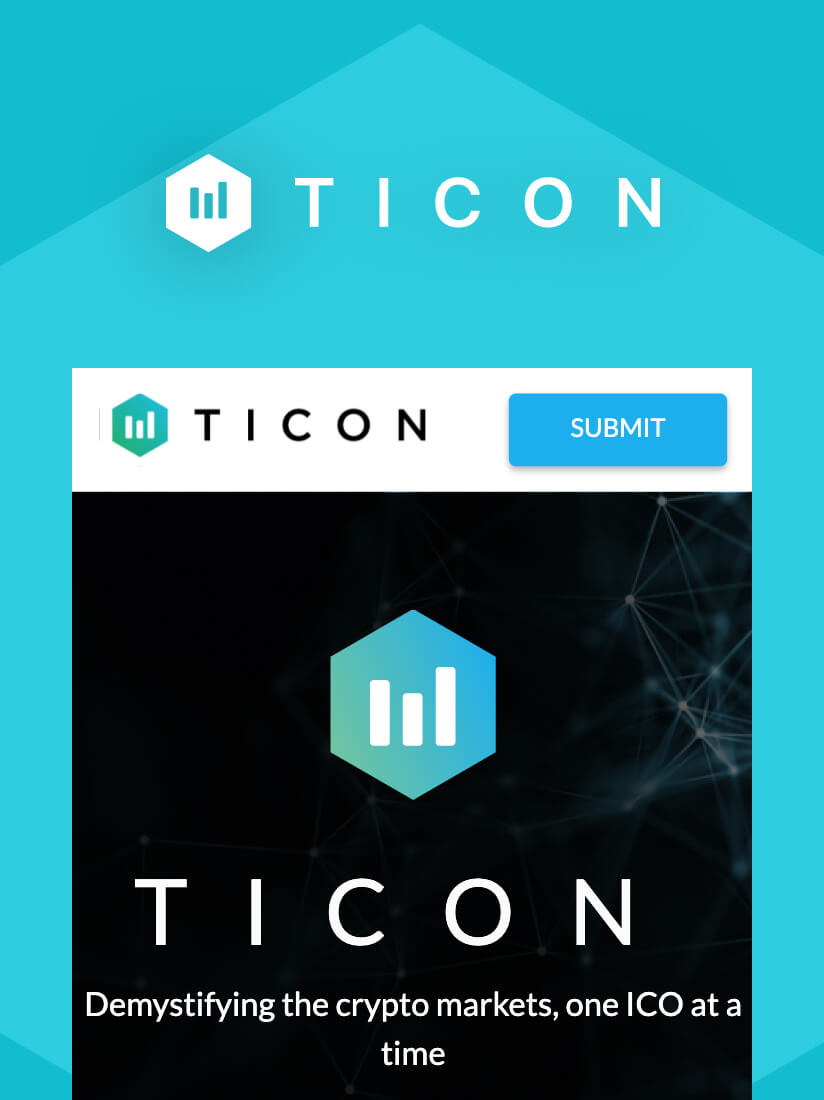 TICON
TICON
SUBMIT
TICON
Demystifying the crypto markets, one ICO at a
time